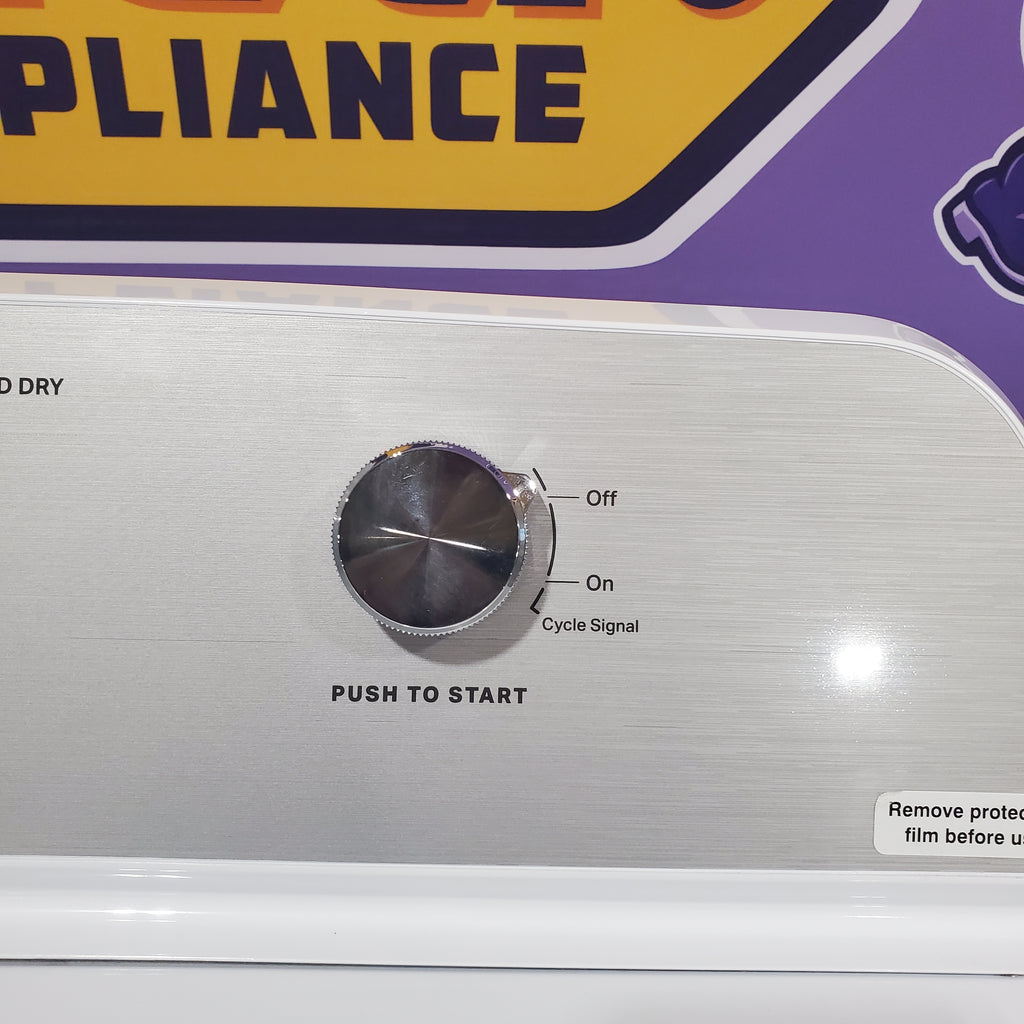 PLIANCE
D DRY
Off
On
Cycle Signal
PUSH TO START
Remove protec
film before us